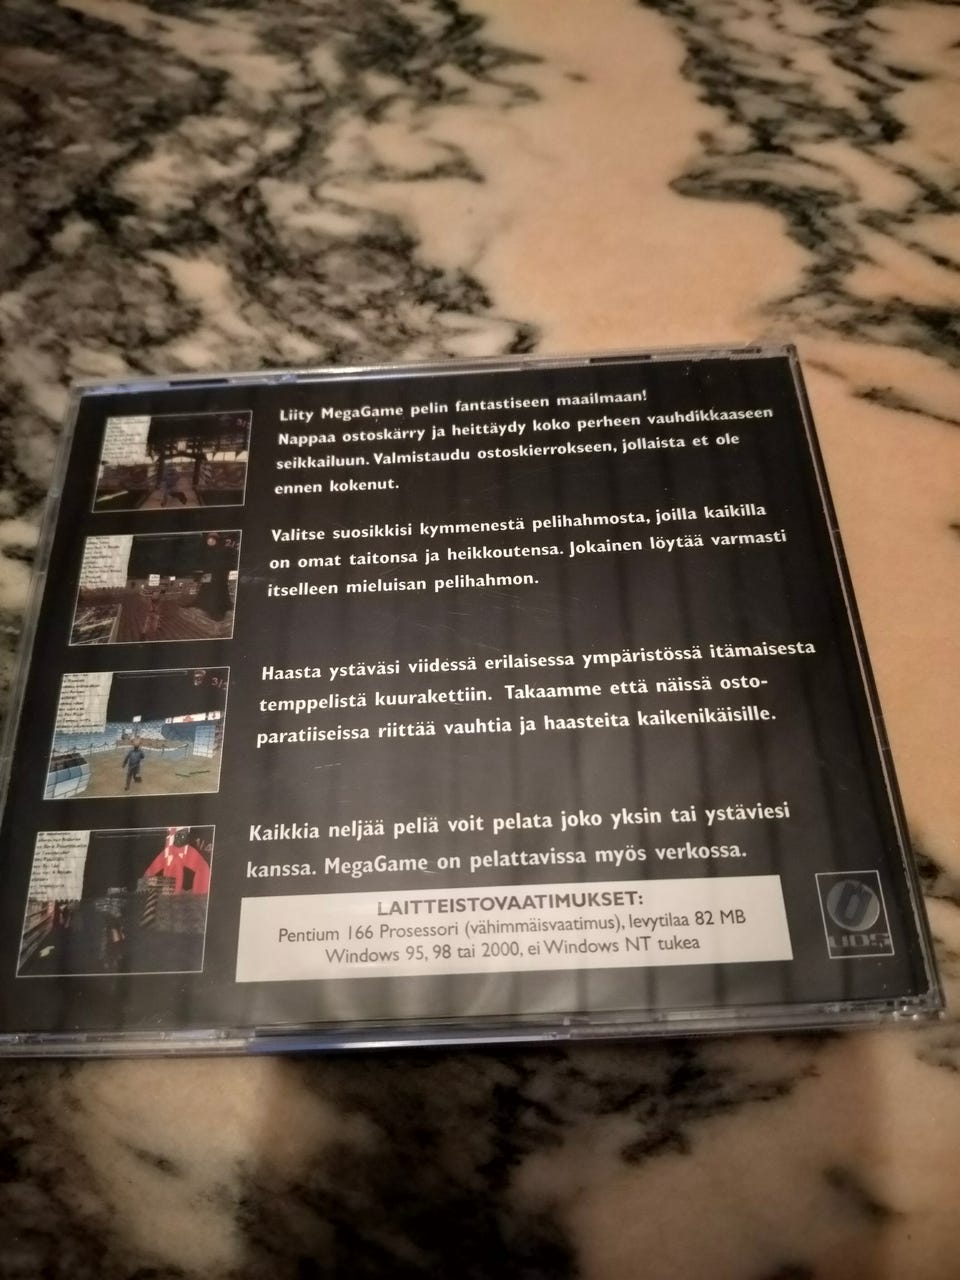 Liity MegaGame pelin fantastiseen maailmaan!
Nappaa ostoskärry ja heittäydy koko perheen vauhdikkaaseen
seikkailuun. Valmistaudu ostoskierrokseen, jollaista et ole
ennen kokenut.
Valitse suosikkisi kymmenestä pelihahmosta, joilla kaikilla
on omat taitonsa ja heikkoutensa. Jokainen löytää varmasti
itselleen mieluisan pelihahmon.
Haasta ystäväsi viidessä erilaisessa ympäristössä itämaisesta
temppelistä kuurakettiin. Takaamme että näissä osto-
paratiiseissa riittää vauhtia ja haasteita kaikenikäisille.
Kaikkia neljää peliä voit pelata joko yksin tai ystäviesi
kanssa. MegaGame on pelattavissa myös verkossa.
LAITTEISTOVAATIMUKSET:
Pentium 166 Prosessori (vähimmäisvaatimus), levytilaa 82 MB
Windows 95, 98 tai 2000, ei Windows NT tukea
UDS